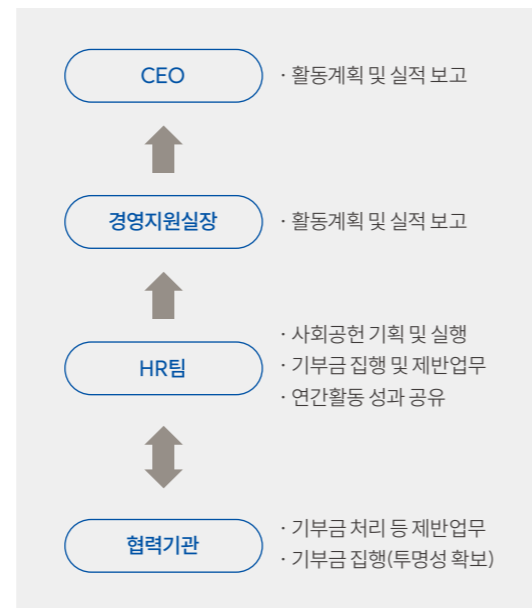 CEO
· 활동계획 및 실적 보고
경영지원실장
· 활동계획 및 실적 보고
HR팀
· 사회공헌 기획 및 실행
· 기부금 집행 및 제반업무
· 연간활동 성과 공유
협력기관
· 기부금 처리 등 제반업무
· 기부금 집행(투명성 확보)